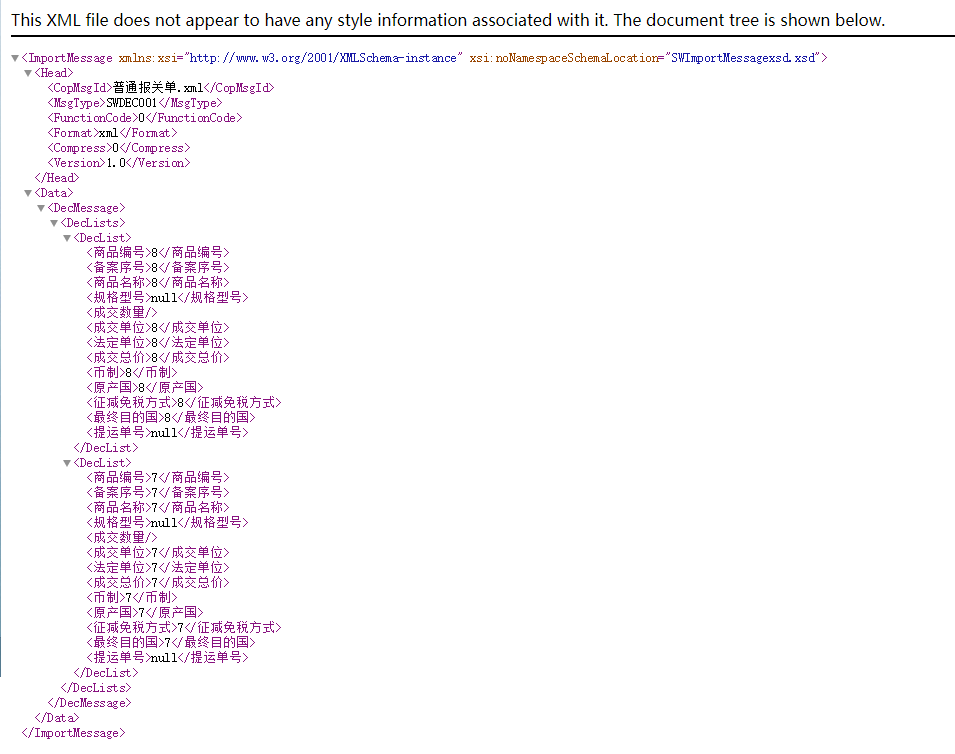 This XML file does not appear to have any style information associated with it. The document tree is shown below.
▼<ImportMessage xmlns:xsi="http://www.w3.org/2001/XMLSchema-instance" xsi:noNamespaceSchemaLocation="SWImportMessagexsd.xsd">
▼<Head>
<CopMsgId>普通报关单.xml</CopMsgId>
<MsgType>SWDEC001</MsgType>
<FunctionCode>0</FunctionCode>
<Format>xml</Format>
<Compress>0</Compress>
<Version>1.0</Version>
</Head>
▼<Data>
▼<DecMessage>
▼<DecLists>
▼<DecList>
<商品编号>8</商品编号>
<备案序号>8</备案序号>
<商品名称>8</商品名称>
<规格型号>null</规格型号>
<成交数量/>
<成交单位>8</成交单位>
<法定单位>8</法定单位>
<成交总价>8</成交总价>
<币制>8</币制>
<原产国>8</原产国>
<征减免税方式>8</征减免税方式>
<最终目的国>8</最终目的国>
<提运单号>null</提运单号>
</DecList>
▼<DecList>
<商品编号>7</商品编号>
<备案序号>7</备案序号>
<商品名称>7</商品名称>
<规格型号>null</规格型号>
<成交数量/>
<成交单位>7</成交单位>
<法定单位>7</法定单位>
<成交总价>7</成交总价>
<币制>7</币制>
<原产国>7</原产国>
<征减免税方式>7</征减免税方式>
<最终目的国>7</最终目的国>
<提运单号>null</提运单号>
</DecList>
</DecLists>
</DecMessage>
</Data>
</ImportMessage>